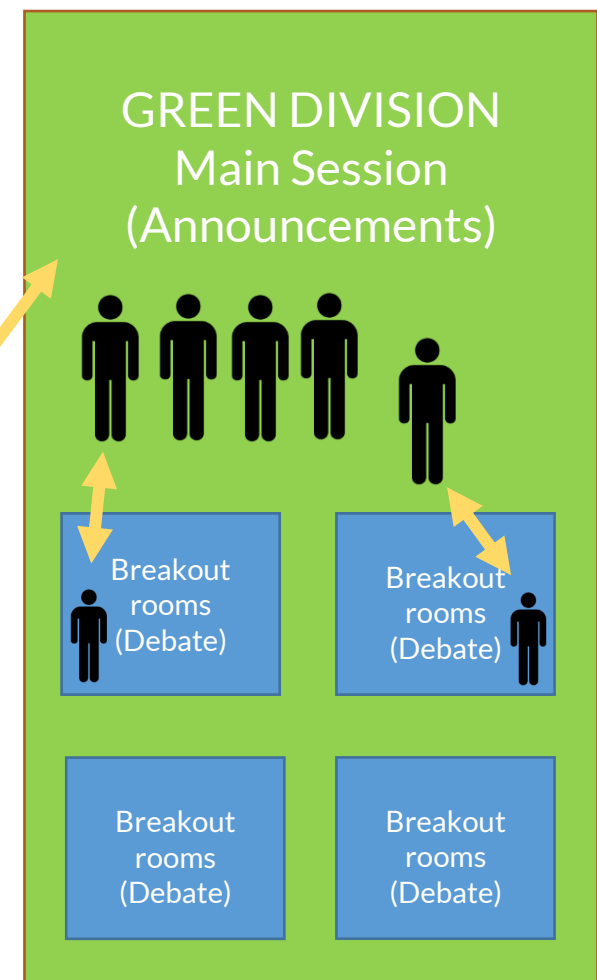 GREEN DIVISION
Main Session
(Announcements)
Breakout
rooms
(Debate)
Breakout
rooms
(Debate)
Breakout
rooms
(Debate)
Breakout
rooms
(Debate)